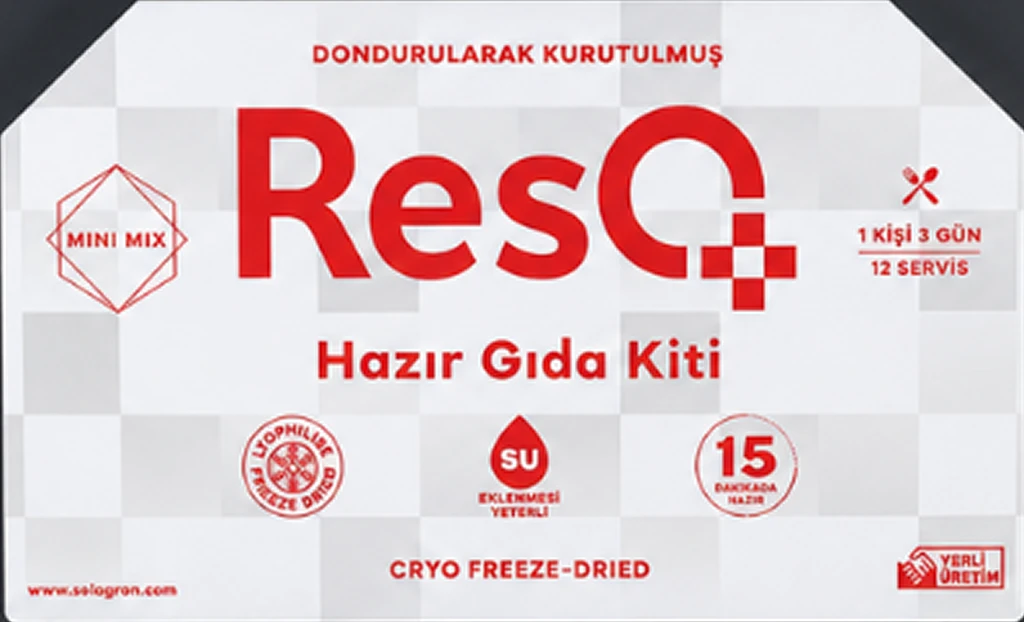 DONDURULARAK KURUTULMUŞ
ResQ
MINI MIX
1 KİŞİ 3 GÜN
12 SERVİS
Hazır Gıda Kiti
LYOPHILISE
FREEZE DRIED
SU
EKLENMESİ
YETERLİ
15
DAKİKADA
HAZIR
CRYO FREEZE-DRIED
www.selagron.com
YERLİ
ÜRETİM